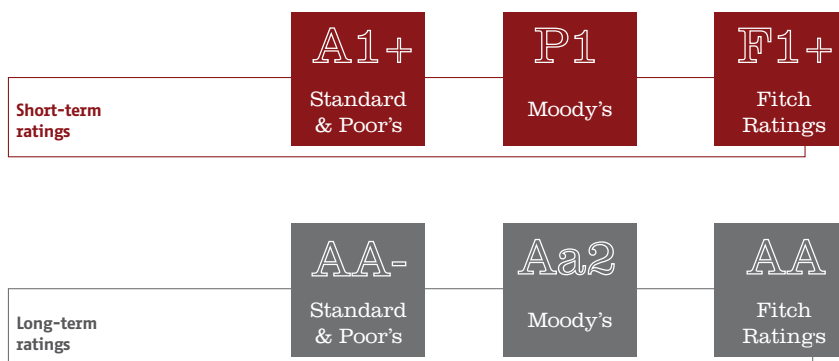 A1+ P1 F1+
Short-term
ratings
Standard
& Poor's
Moody's
Fitch
Ratings
AA- Aa2 AA
Long-term
ratings
Standard
& Poor's
Moody's
Fitch
Ratings